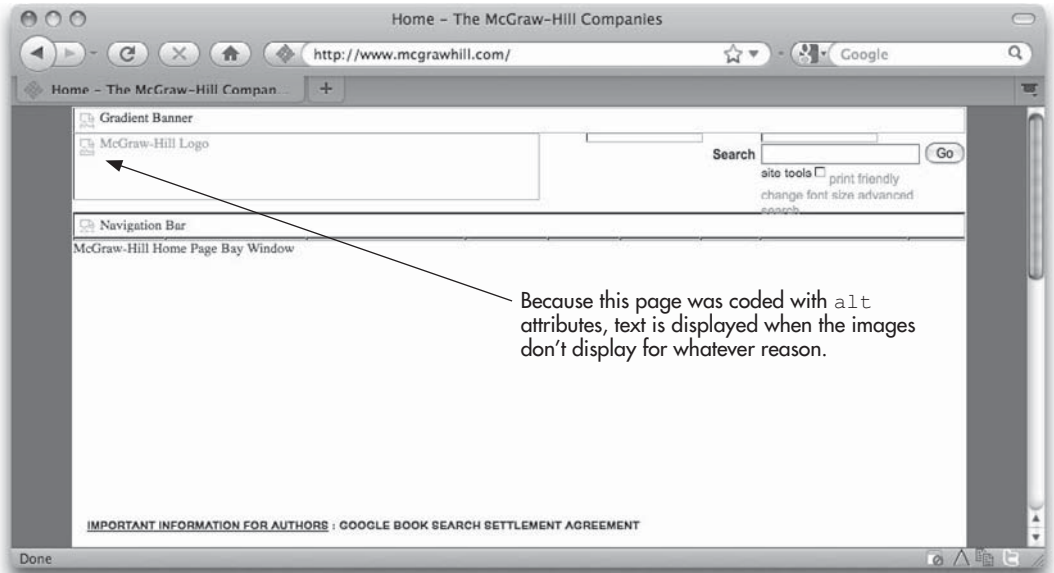 Home – The McGraw-Hill Companies
http://www.mcgrawhill.com/
Google
Home – The McGraw-Hill Compan...
Gradient Banner
McGraw-Hill Logo
Search
Go
site tools
print friendly
change font size advanced
search
Navigation Bar
McGraw-Hill Home Page Bay Window
Because this page was coded with alt
attributes, text is displayed when the images
don't display for whatever reason.
IMPORTANT INFORMATION FOR AUTHORS : GOOGLE BOOK SEARCH SETTLEMENT AGREEMENT
Done